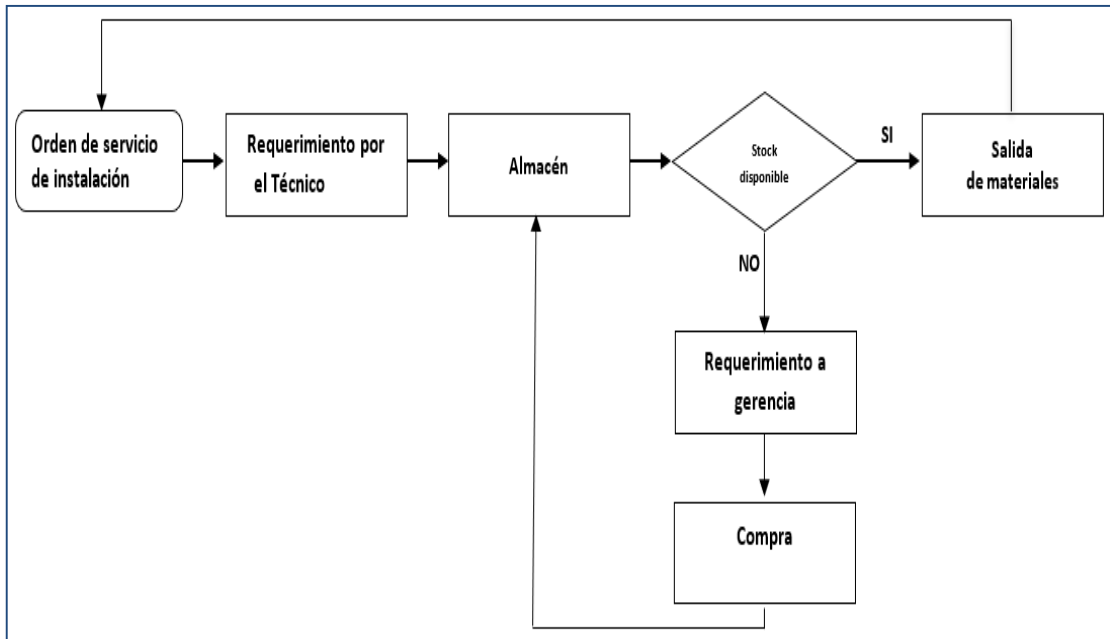 Orden de servicio
de instalación
Requerimiento por
el Técnico
Almacén
Stock
disponible
SI
Salida
de materiales
NO
Requerimiento a
gerencia
Compra